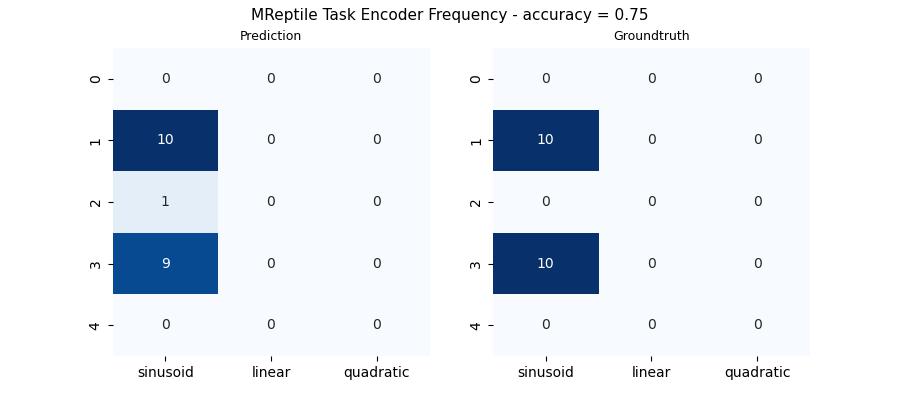 MReptile Task Encoder Frequency - accuracy = 0.75
Prediction
0 0 0 0
1 10 0 0
2 1 0 0
3 9 0 0
4 0 0 0
sinusoid linear quadratic
Groundtruth
0 0 0 0
1 10 0 0
2 0 0 0
3 10 0 0
4 0 0 0
sinusoid linear quadratic